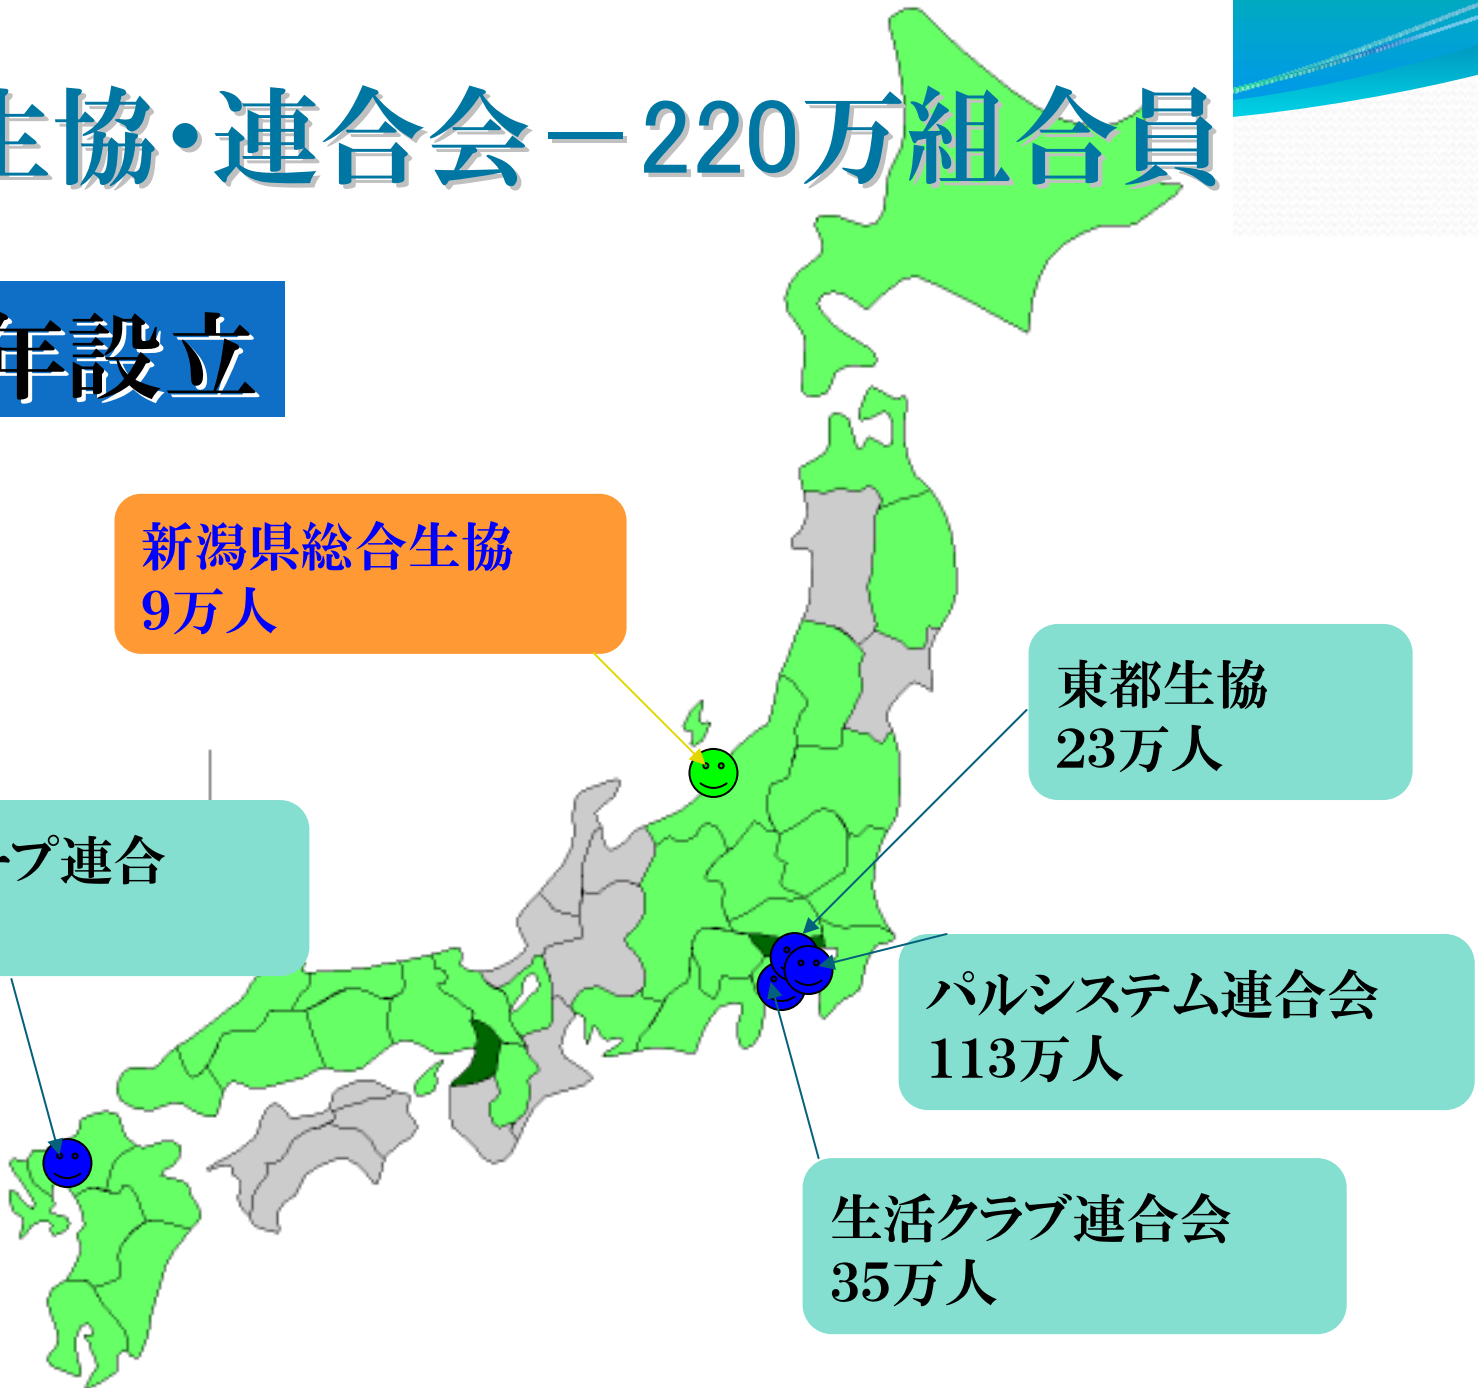 生協・連合会－220万組合員
年設立
新潟県総合生協
9万人
東都生協
23万人
ープ連合
パルシステム連合会
113万人
生活クラブ連合会
35万人